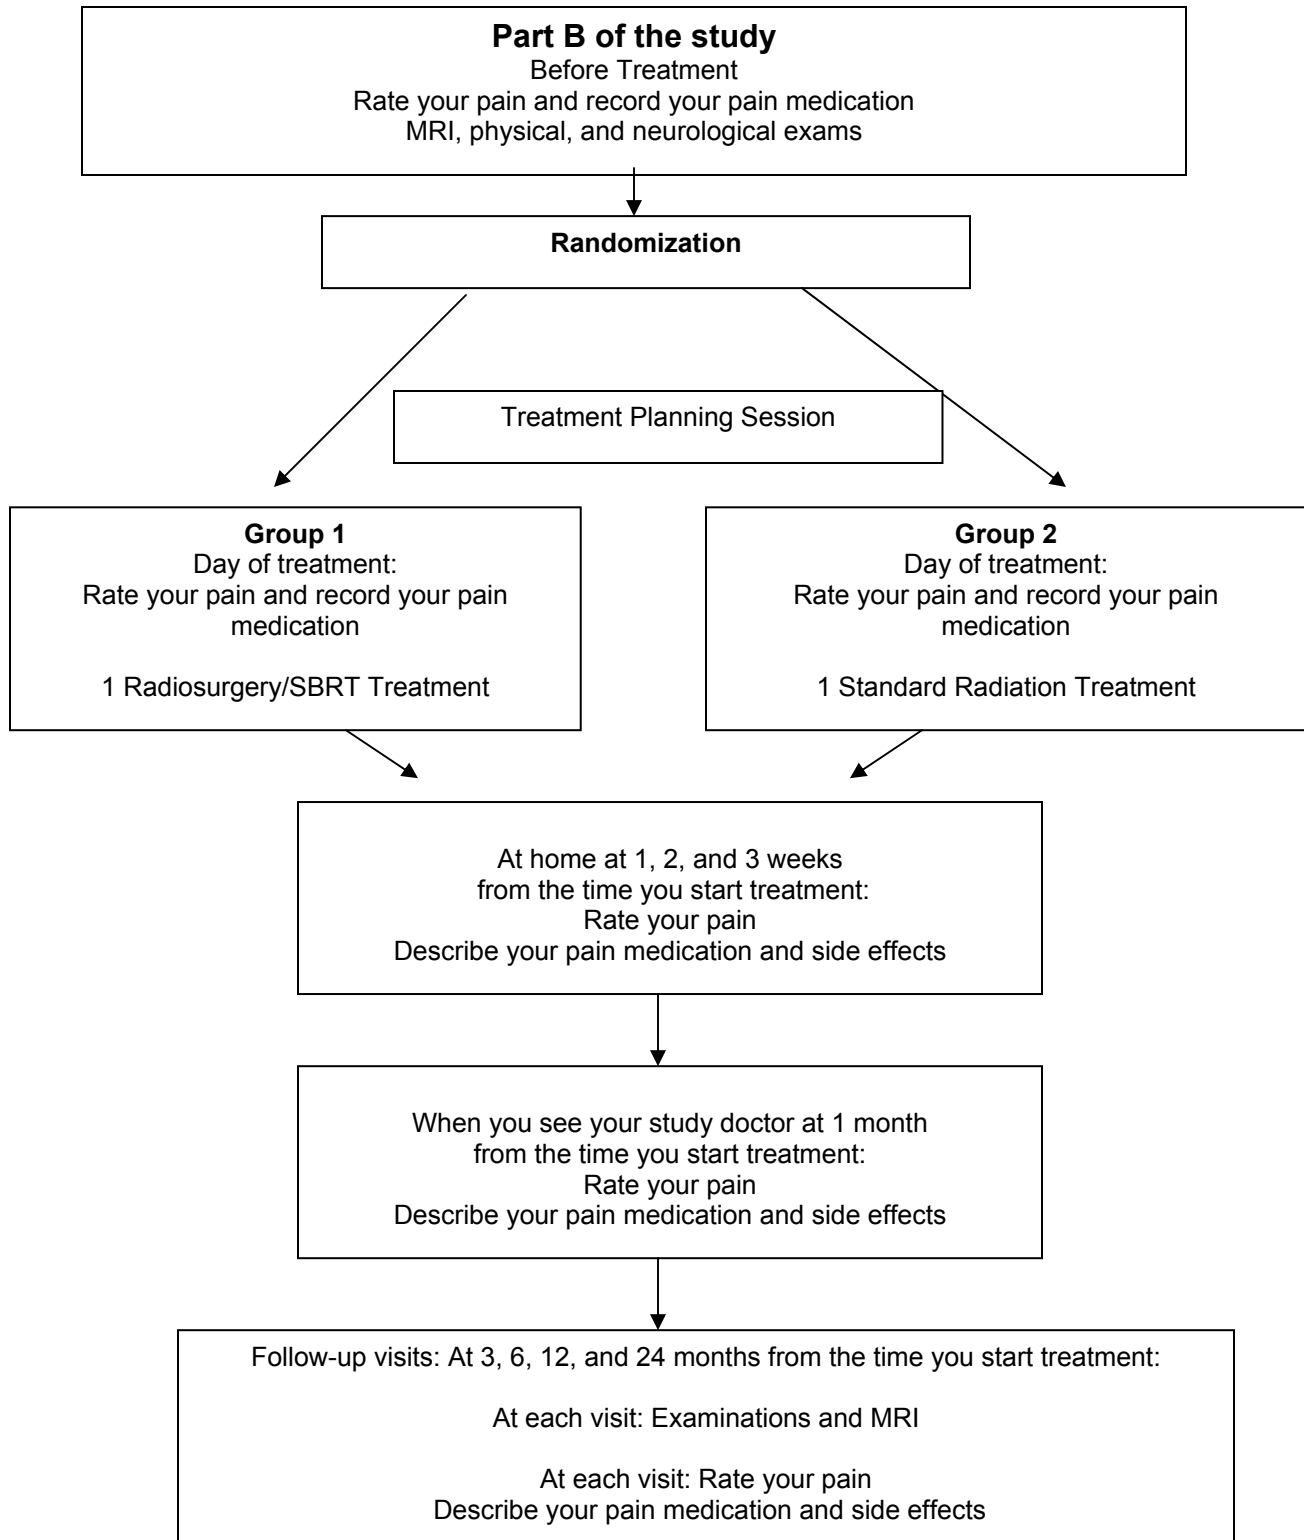 Part B of the study
Before Treatment
Rate your pain and record your pain medication
MRI, physical, and neurological exams
Randomization
Treatment Planning Session
Group 1
Day of treatment:
Rate your pain and record your pain
medication
1 Radiosurgery/SBRT Treatment
Group 2
Day of treatment:
Rate your pain and record your pain
medication
1 Standard Radiation Treatment
At home at 1, 2, and 3 weeks
from the time you start treatment:
Rate your pain
Describe your pain medication and side effects
When you see your study doctor at 1 month
from the time you start treatment:
Rate your pain
Describe your pain medication and side effects
Follow-up visits: At 3, 6, 12, and 24 months from the time you start treatment:
At each visit: Examinations and MRI
At each visit: Rate your pain
Describe your pain medication and side effects